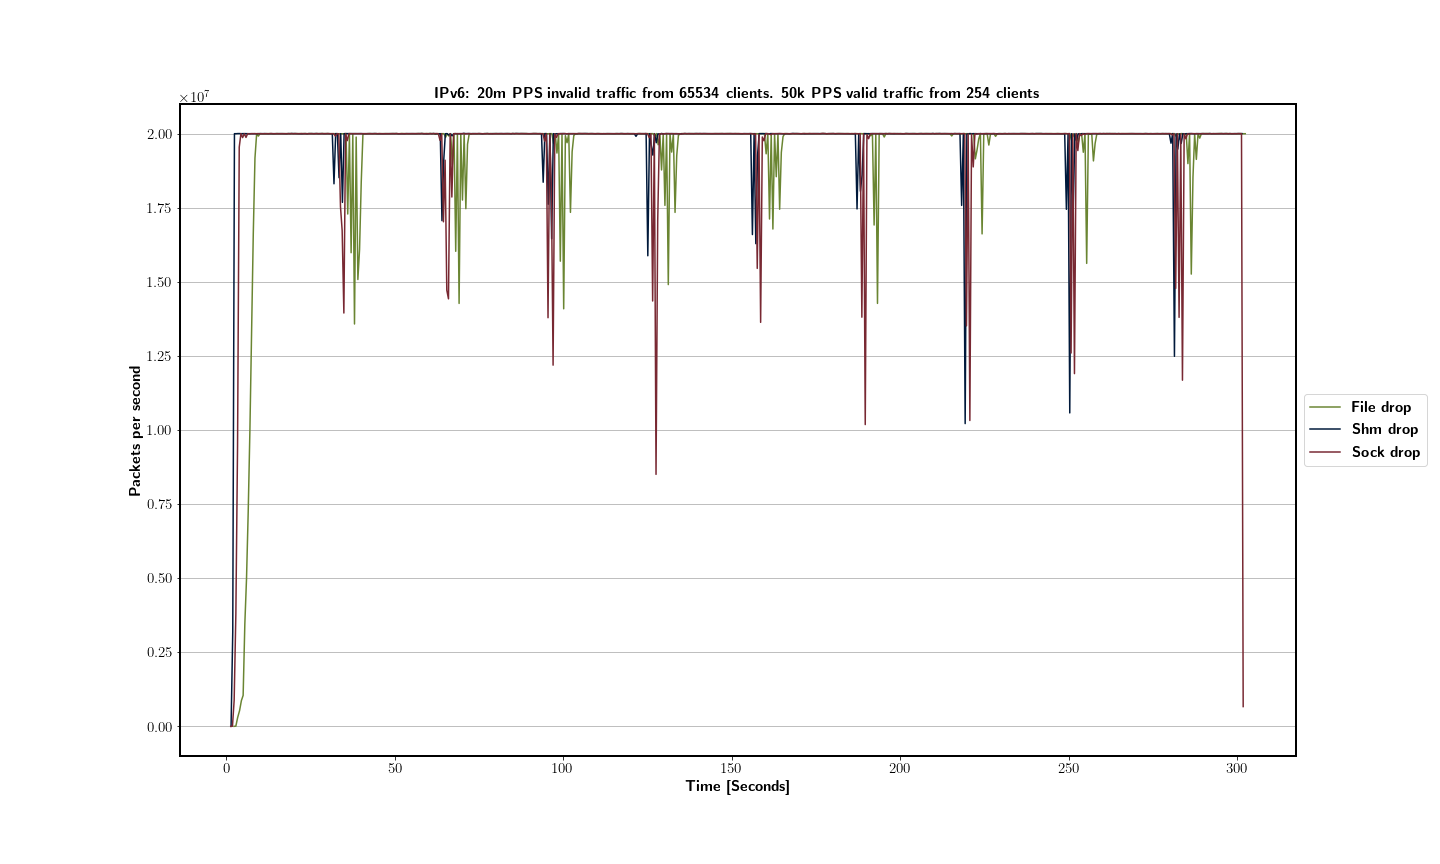 IPv6: 20m PPS invalid traffic from 65534 clients. 50k PPS valid traffic from 254 clients
×10⁷
2.00
1.75
1.50
1.25
1.00
0.75
0.50
0.25
0.00
Packets per second
0 50 100 150 200 250 300
Time [Seconds]
File drop
Shm drop
Sock drop